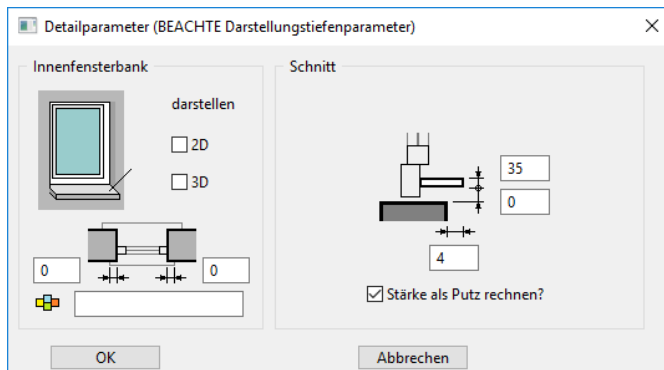 Detailparameter (BEACHTE Darstellungstiefenparameter)
Innenfensterbank
darstellen
2D
3D
0
0
Schnitt
35
0
4
Stärke als Putz rechnen?
OK
Abbrechen